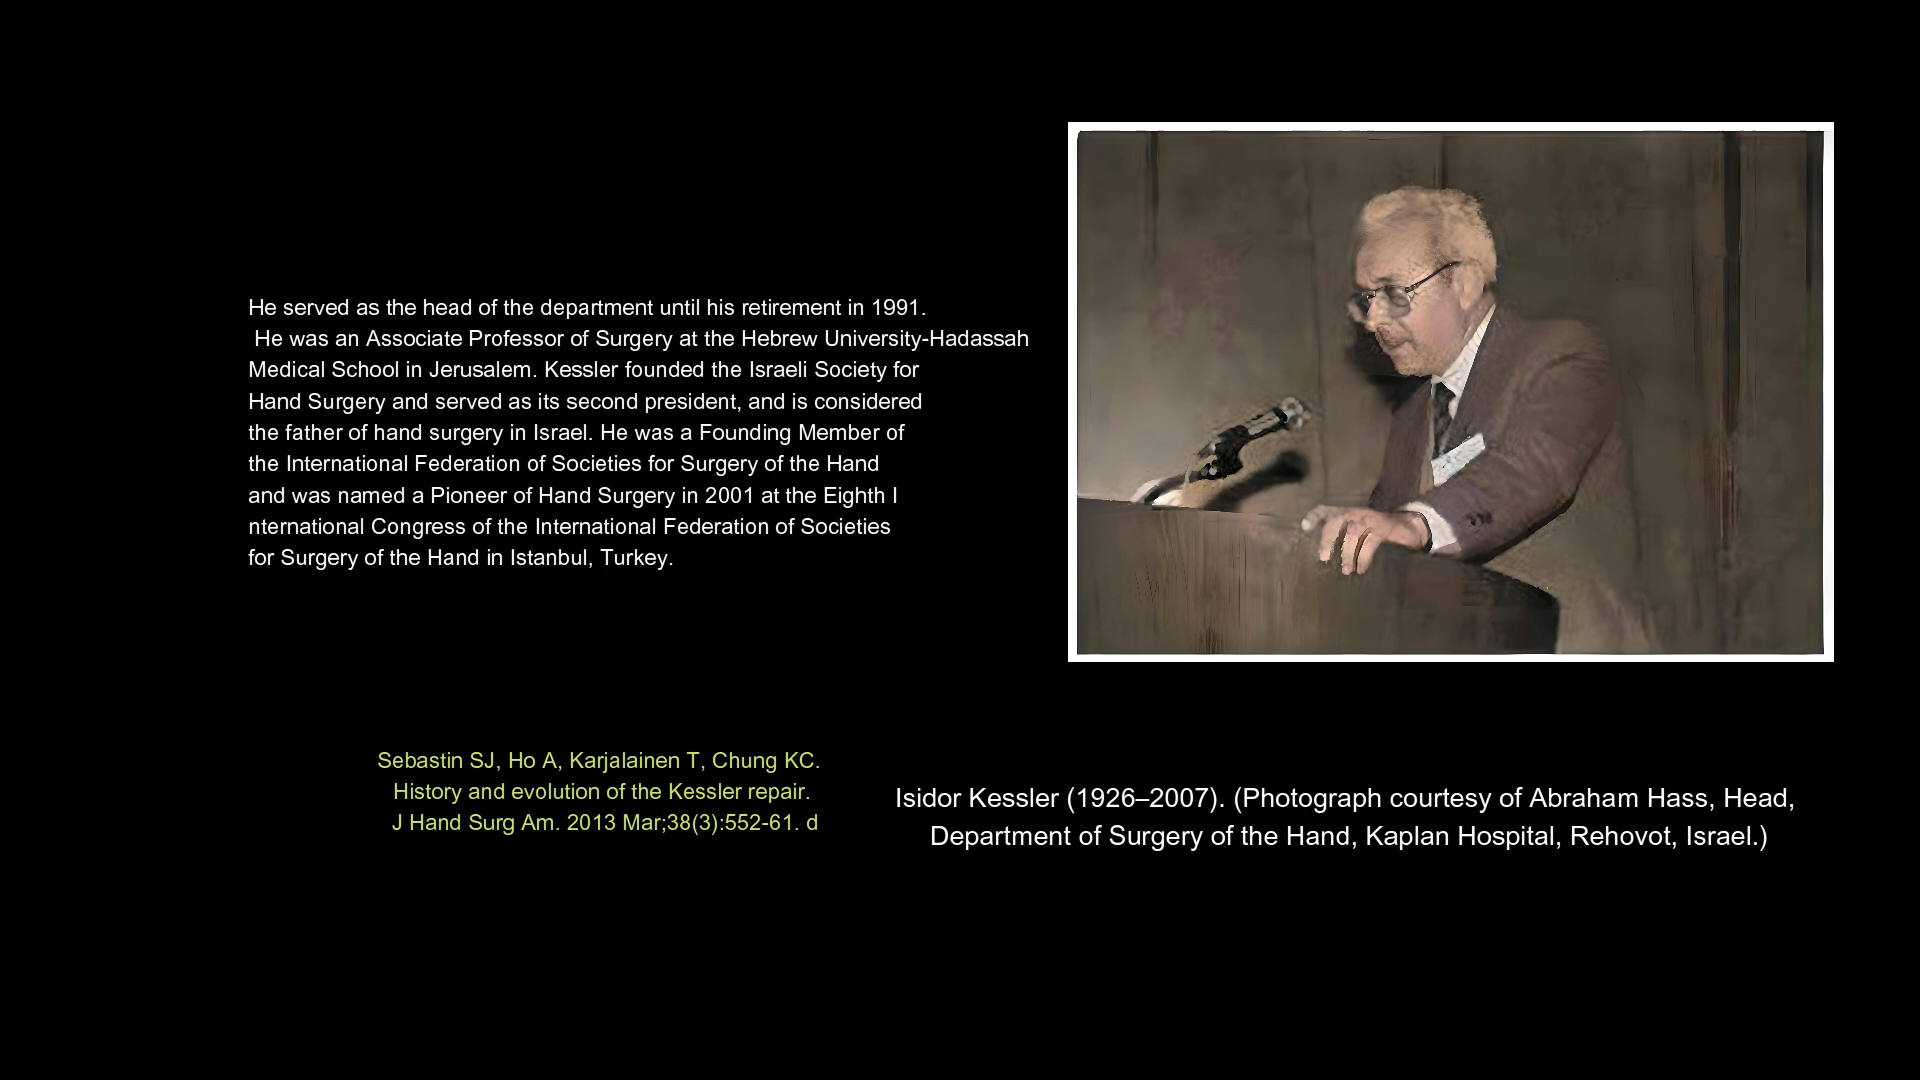 He served as the head of the department until his retirement in 1991.
He was an Associate Professor of Surgery at the Hebrew University-Hadassah
Medical School in Jerusalem. Kessler founded the Israeli Society for
Hand Surgery and served as its second president, and is considered
the father of hand surgery in Israel. He was a Founding Member of
the International Federation of Societies for Surgery of the Hand
and was named a Pioneer of Hand Surgery in 2001 at the Eighth I
nternational Congress of the International Federation of Societies
for Surgery of the Hand in Istanbul, Turkey.
Sebastin SJ, Ho A, Karjalainen T, Chung KC.
History and evolution of the Kessler repair.
J Hand Surg Am. 2013 Mar;38(3):552-61. d
Isidor Kessler (1926–2007). (Photograph courtesy of Abraham Hass, Head,
Department of Surgery of the Hand, Kaplan Hospital, Rehovot, Israel.)